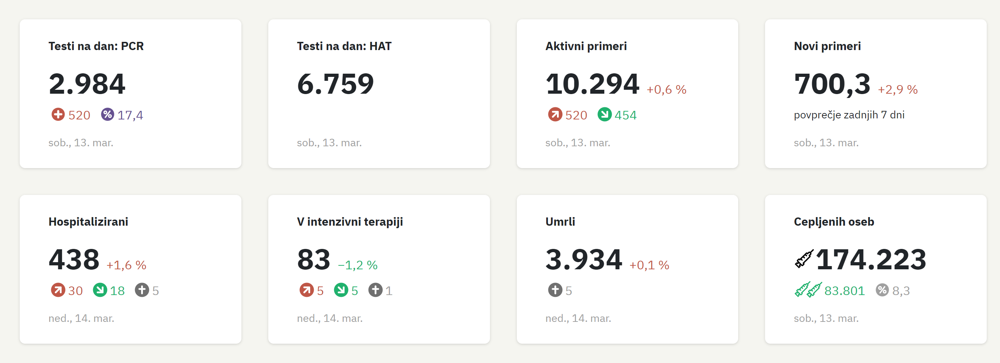 Testi na dan: PCR
2.984
520 17,4
sob., 13. mar.
Testi na dan: HAT
6.759
sob., 13. mar.
Aktivni primeri
10.294 +0,6 %
520 454
sob., 13. mar.
Novi primeri
700,3 +2,9 %
povprečje zadnjih 7 dni
sob., 13. mar.
Hospitalizirani
438 +1,6 %
30 18 5
ned., 14. mar.
V intenzivni terapiji
83 −1,2 %
5 5 1
ned., 14. mar.
Umrli
3.934 +0,1 %
5
ned., 14. mar.
Cepljenih oseb
174.223
83.801 % 8,3
sob., 13. mar.